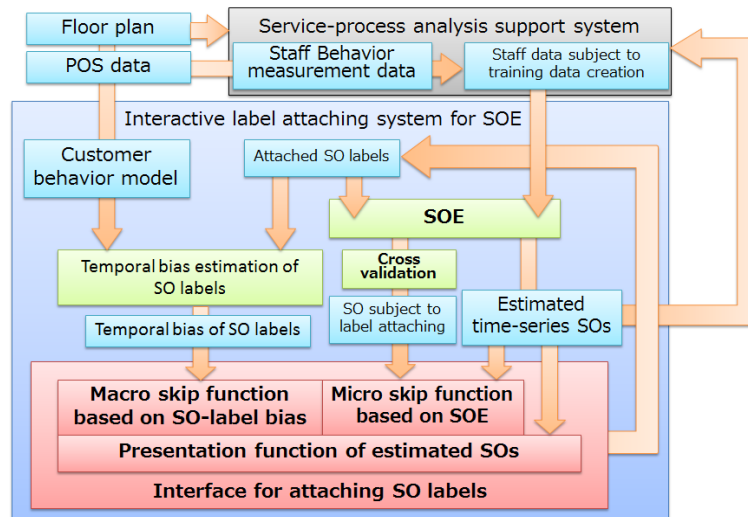 Floor plan
Service-process analysis support system
POS data
Staff Behavior
measurement data
Staff data subject to
training data creation
Interactive label attaching system for SOE
Customer
behavior model
Attached SO labels
SOE
Temporal bias estimation of
SO labels
Cross
validation
Temporal bias of SO labels
SO subject to
label attaching
Estimated
time-series SOs
Macro skip function
based on SO-label bias
Micro skip function
based on SOE
Presentation function of estimated SOs
Interface for attaching SO labels